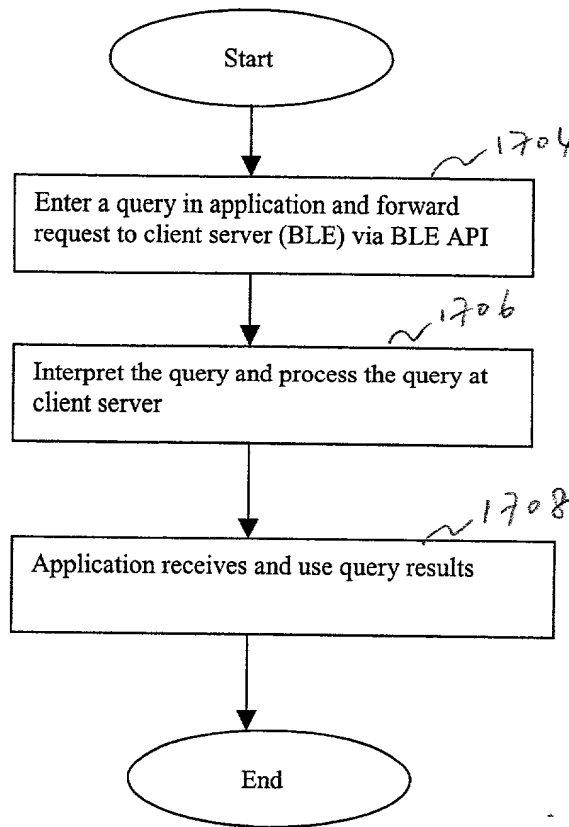 Start
1704
Enter a query in application and forward
request to client server (BLE) via BLE API
1706
Interpret the query and process the query at
client server
1708
Application receives and use query results
End